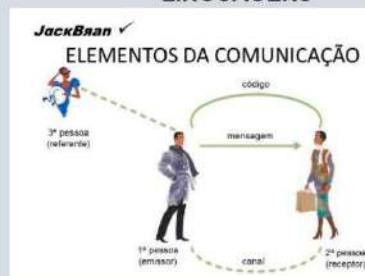 JackBran
ELEMENTOS DA COMUNICAÇÃO
código
3ª pessoa
(referente)
mensagem
1ª pessoa
(emissor)
canal
2ª pessoa
(receptor)